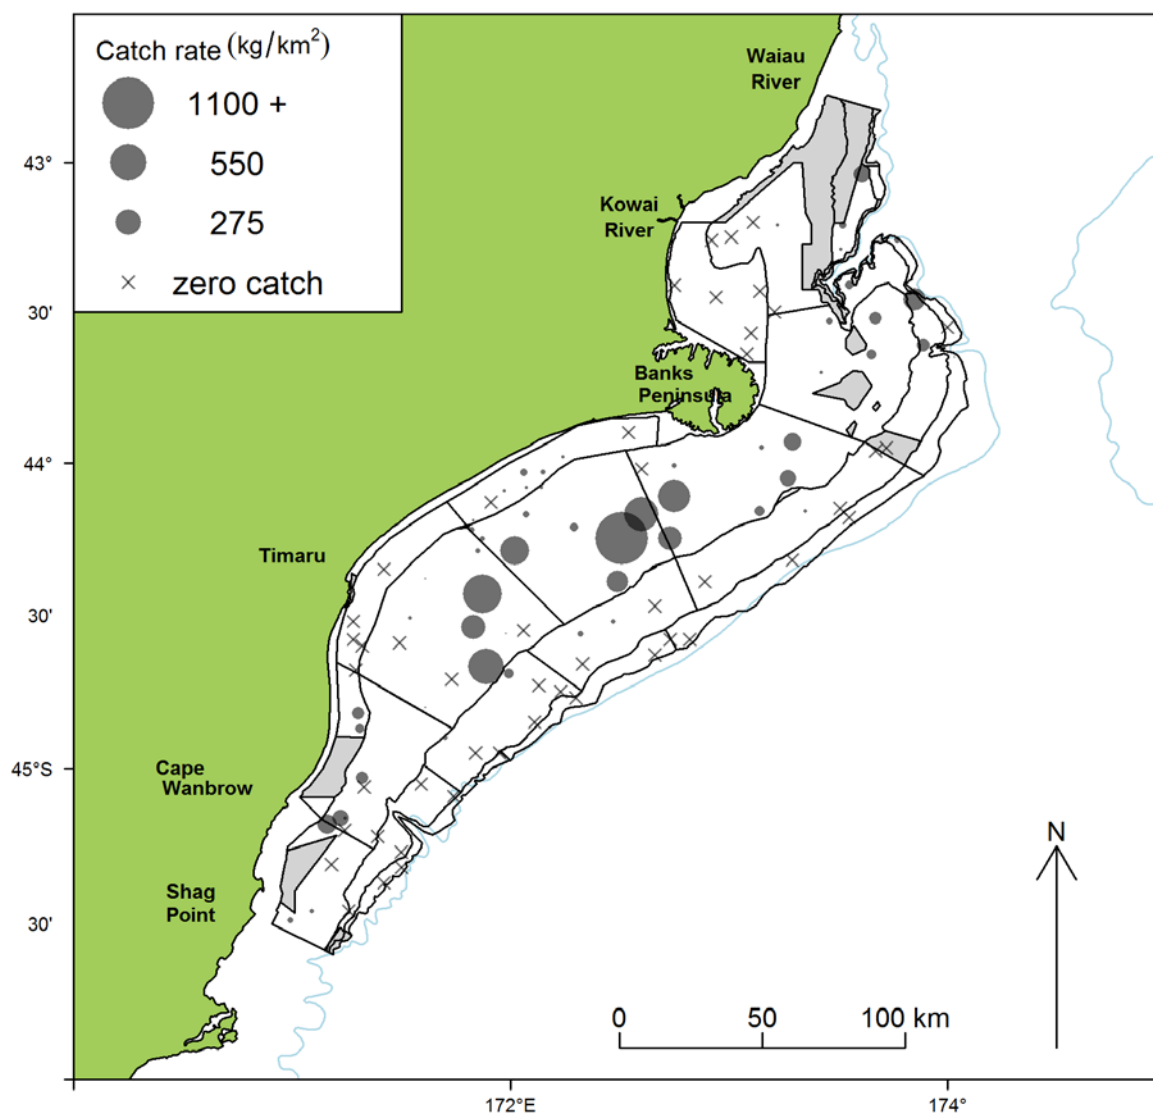 Catch rate (kg/km²)
1100 +
550
275
zero catch
Waiau
River
43°
Kowai
River
30'
Banks
Peninsula
44°
Timaru
30'
45°S
Cape
Wanbrow
N
Shag
Point
30'
0 50 100 km
172°E 174°